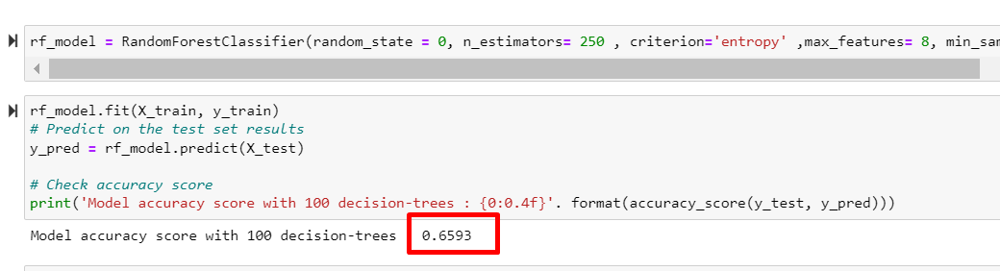 rf_model = RandomForestClassifier(random_state = 0, n_estimators= 250 , criterion='entropy' ,max_features= 8, min_sam
rf_model.fit(X_train, y_train)
# Predict on the test set results
y_pred = rf_model.predict(X_test)
# Check accuracy score
print('Model accuracy score with 100 decision-trees : {0:0.4f}'. format(accuracy_score(y_test, y_pred)))
Model accuracy score with 100 decision-trees 0.6593